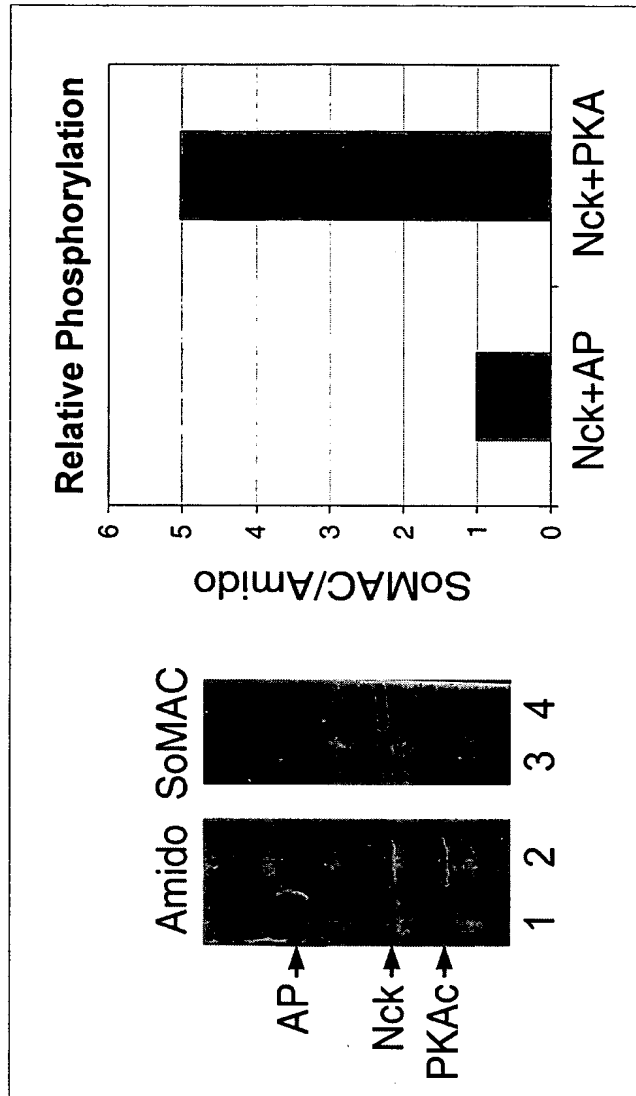 Amido SoMAC
AP
Nck
PKAc
1 2 3 4
Relative Phosphorylation
SoMAC/Amido
6
5
4
3
2
1
0
Nck+AP Nck+PKA